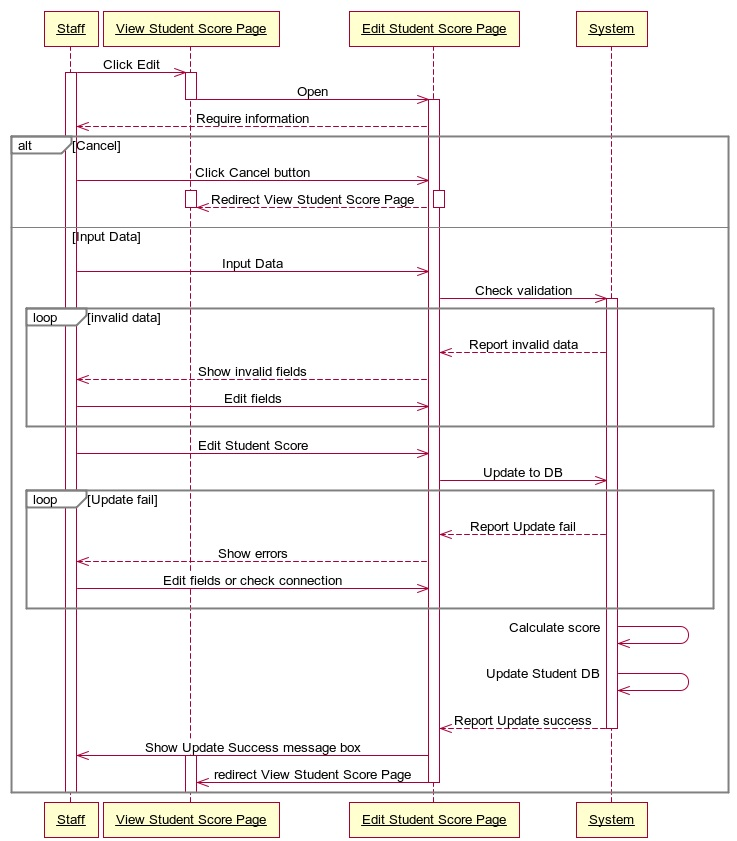 Staff
View Student Score Page
Edit Student Score Page
System
Click Edit
Open
Require information
alt
[Cancel]
Click Cancel button
Redirect View Student Score Page
[Input Data]
Input Data
Check validation
loop
[invalid data]
Report invalid data
Show invalid fields
Edit fields
Edit Student Score
Update to DB
loop
[Update fail]
Report Update fail
Show errors
Edit fields or check connection
Calculate score
Update Student DB
Report Update success
Show Update Success message box
redirect View Student Score Page
Staff
View Student Score Page
Edit Student Score Page
System